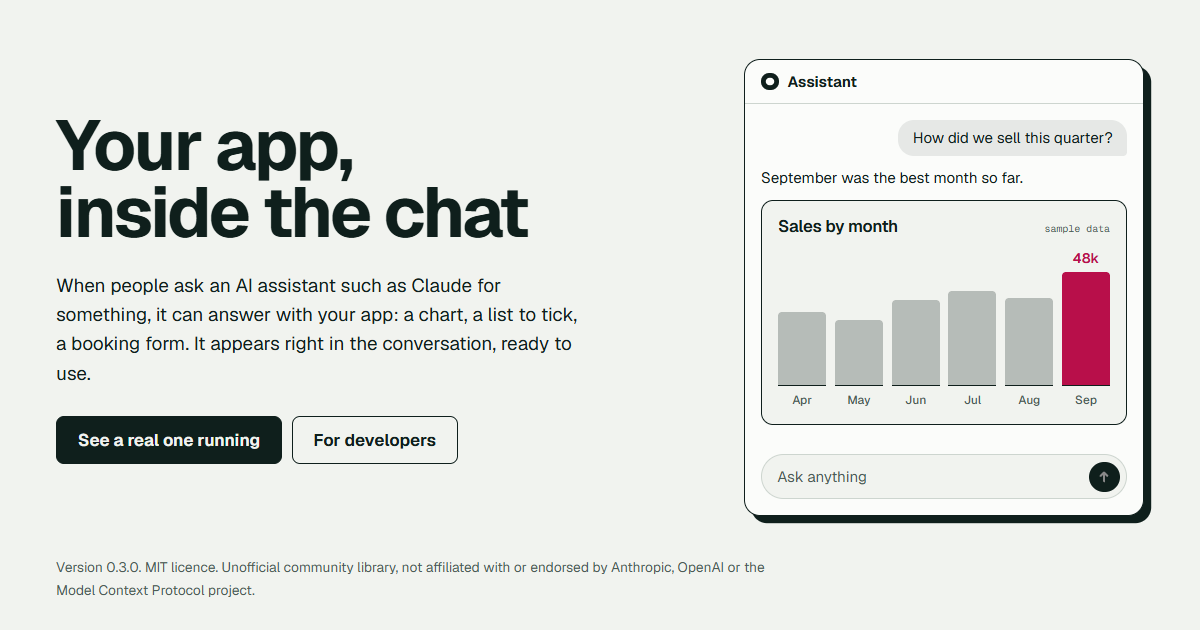 Your app,
inside the chat
When people ask an AI assistant such as Claude for
something, it can answer with your app: a chart, a list to tick,
a booking form. It appears right in the conversation, ready to
use.
See a real one running
For developers
Assistant
How did we sell this quarter?
September was the best month so far.
Sales by month
sample data
48k
Apr
May
Jun
Jul
Aug
Sep
Ask anything
Version 0.3.0. MIT licence. Unofficial community library, not affiliated with or endorsed by Anthropic, OpenAI or the
Model Context Protocol project.